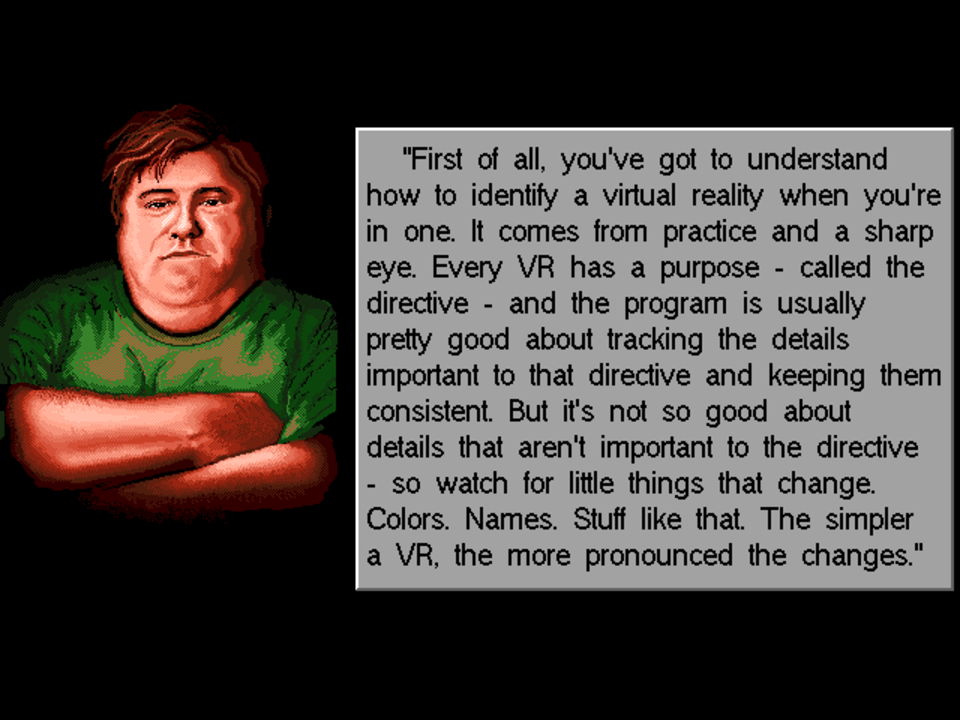 "First of all, you've got to understand
how to identify a virtual reality when you're
in one. It comes from practice and a sharp
eye. Every VR has a purpose - called the
directive - and the program is usually
pretty good about tracking the details
important to that directive and keeping them
consistent. But it's not so good about
details that aren't important to the directive
- so watch for little things that change.
Colors. Names. Stuff like that. The simpler
a VR, the more pronounced the changes."